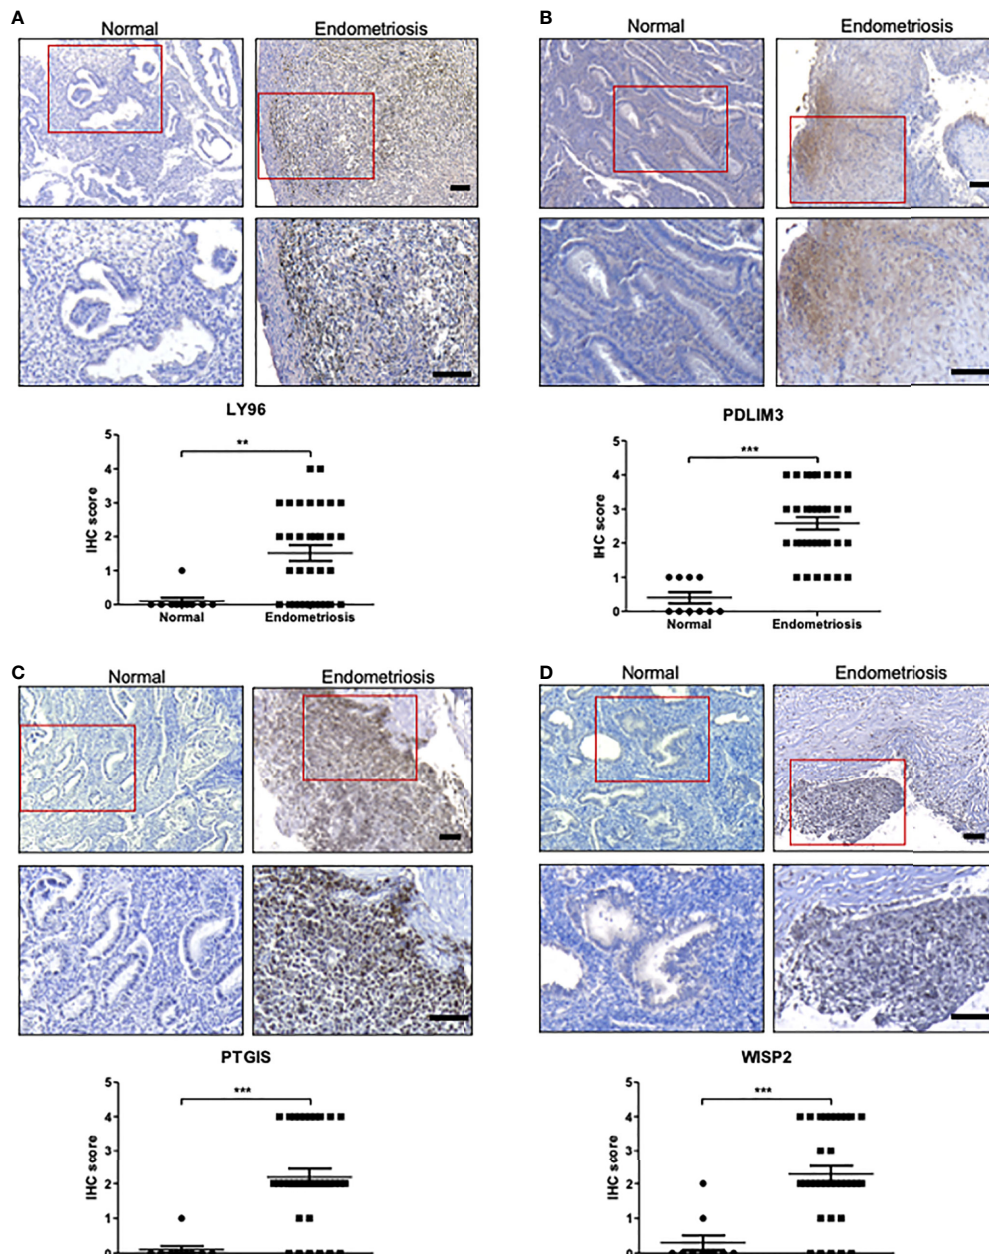 A
Normal
Endometriosis
LY96
**
IHC score
5
4
3
2
1
0
Normal
Endometriosis
B
Normal
Endometriosis
PDLIM3
***
IHC score
5
4
3
2
1
0
Normal
Endometriosis
C
Normal
Endometriosis
PTGIS
***
IHC score
5
4
3
2
1
0
D
Normal
Endometriosis
WISP2
***
IHC score
5
4
3
2
1
0